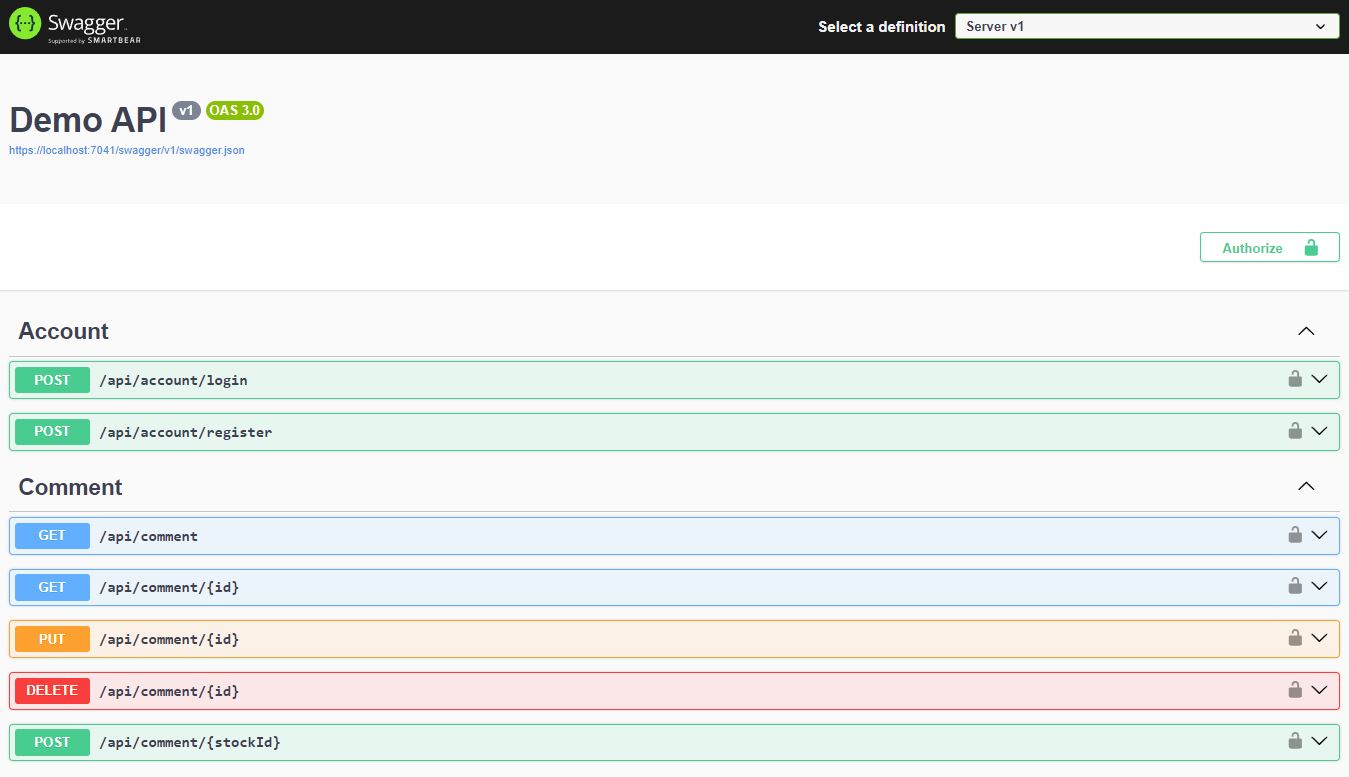 Swagger
Supported by SMARTBEAR
Select a definition
Server v1
Demo API v1 OAS 3.0
https://localhost:7041/swagger/v1/swagger.json
Authorize
Account
POST /api/account/login
POST /api/account/register
Comment
GET /api/comment
GET /api/comment/{id}
PUT /api/comment/{id}
DELETE /api/comment/{id}
POST /api/comment/{stockId}